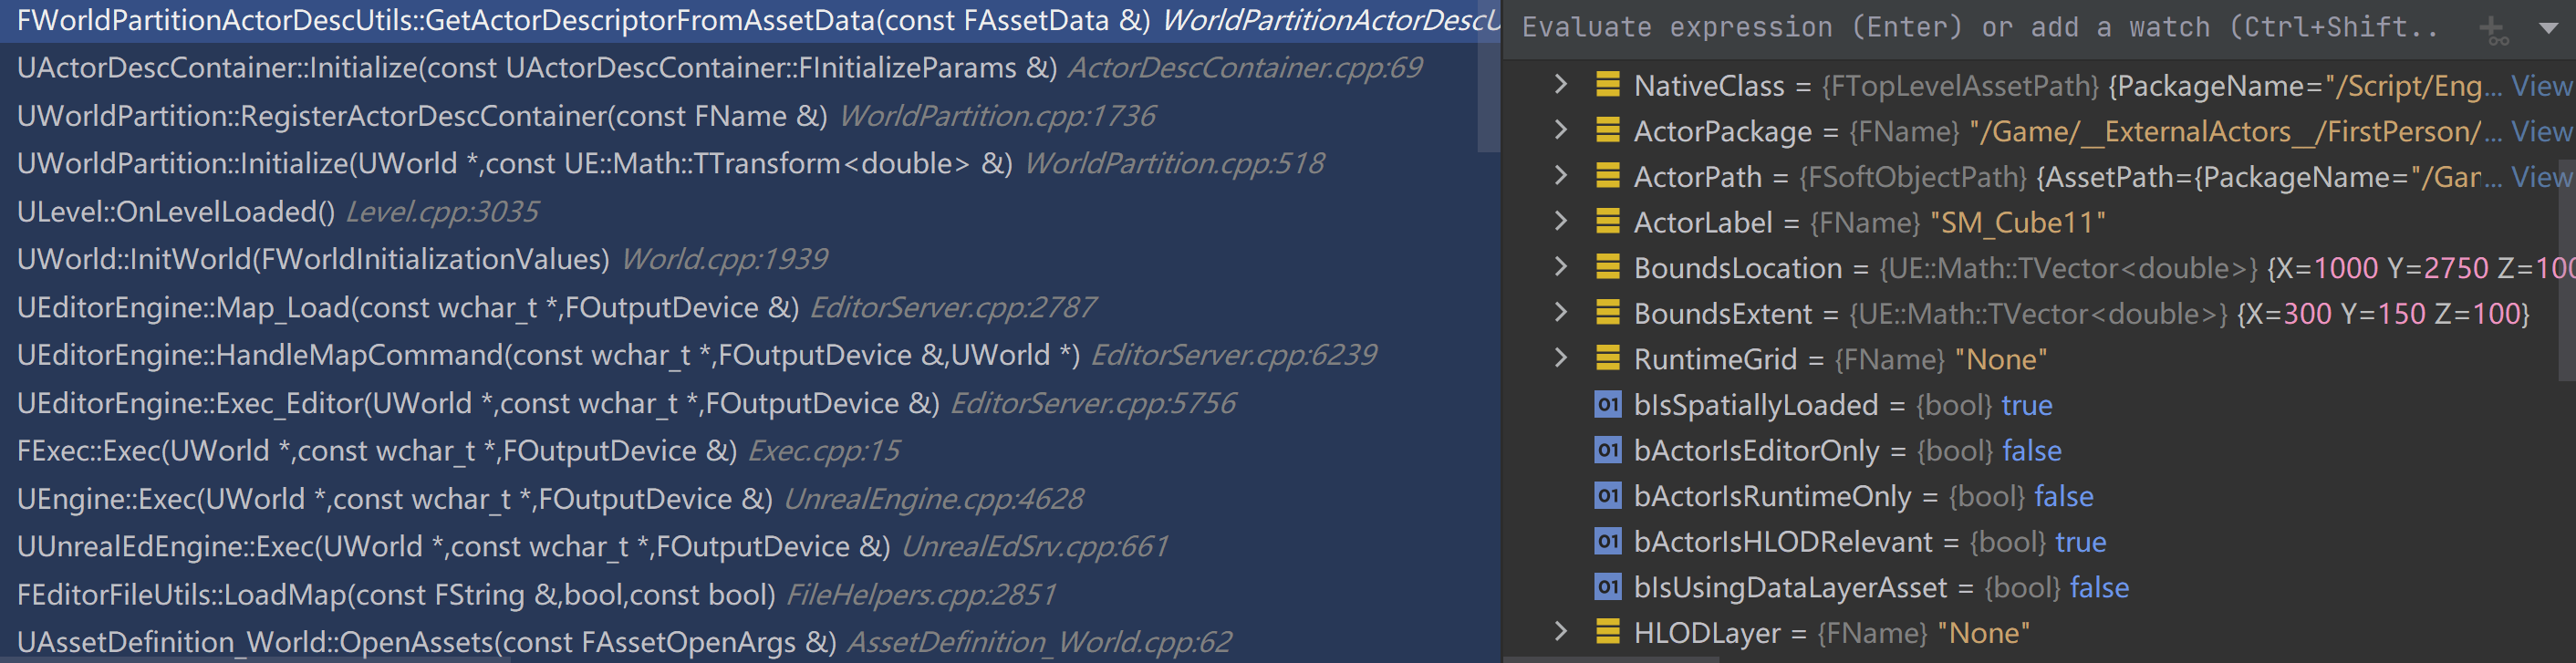 FWorldPartitionActorDescUtils::GetActorDescriptorFromAssetData(const FAssetData &) WorldPartitionActorDescU
UActorDescContainer::Initialize(const UActorDescContainer::FInitializeParams &) ActorDescContainer.cpp:69
UWorldPartition::RegisterActorDescContainer(const FName &) WorldPartition.cpp:1736
UWorldPartition::Initialize(UWorld *,const UE::Math::TTransform<double> &) WorldPartition.cpp:518
ULevel::OnLevelLoaded() Level.cpp:3035
UWorld::InitWorld(FWorldInitializationValues) World.cpp:1939
UEditorEngine::Map_Load(const wchar_t *,FOutputDevice &) EditorServer.cpp:2787
UEditorEngine::HandleMapCommand(const wchar_t *,FOutputDevice &,UWorld *) EditorServer.cpp:6239
UEditorEngine::Exec_Editor(UWorld *,const wchar_t *,FOutputDevice &) EditorServer.cpp:5756
FExec::Exec(UWorld *,const wchar_t *,FOutputDevice &) Exec.cpp:15
UEngine::Exec(UWorld *,const wchar_t *,FOutputDevice &) UnrealEngine.cpp:4628
UUnrealEdEngine::Exec(UWorld *,const wchar_t *,FOutputDevice &) UnrealEdSrv.cpp:661
FEditorFileUtils::LoadMap(const FString &,bool,const bool) FileHelpers.cpp:2851
UAssetDefinition_World::OpenAssets(const FAssetOpenArgs &) AssetDefinition_World.cpp:62
Evaluate expression (Enter) or add a watch (Ctrl+Shift..
NativeClass = {FTopLevelAssetPath} {PackageName="/Script/Eng... View
ActorPackage = {FName} "/Game/__ExternalActors__/FirstPerson/... View
ActorPath = {FSoftObjectPath} {AssetPath={PackageName="/Gar... View
ActorLabel = {FName} "SM_Cube11"
BoundsLocation = {UE::Math::TVector<double>} {X=1000 Y=2750 Z=100
BoundsExtent = {UE::Math::TVector<double>} {X=300 Y=150 Z=100}
RuntimeGrid = {FName} "None"
01 bIsSpatiallyLoaded = {bool} true
01 bActorIsEditorOnly = {bool} false
01 bActorIsRuntimeOnly = {bool} false
01 bActorIsHLODRelevant = {bool} true
01 bIsUsingDataLayerAsset = {bool} false
HLODLayer = {FName} "None"